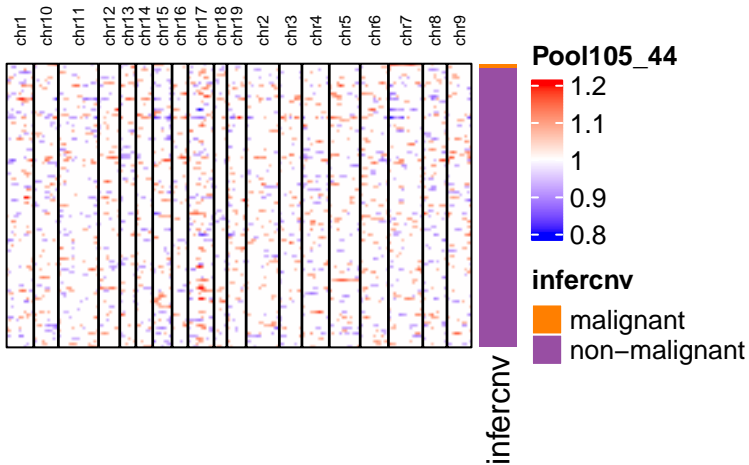 chr1
chr10
chr11
chr12
chr13
chr14
chr15
chr16
chr17
chr18
chr19
chr2
chr3
chr4
chr5
chr6
chr7
chr8
chr9
Pool105_44
1.2
1.1
1
0.9
0.8
infercnv
malignant
non−malignant
infercnv